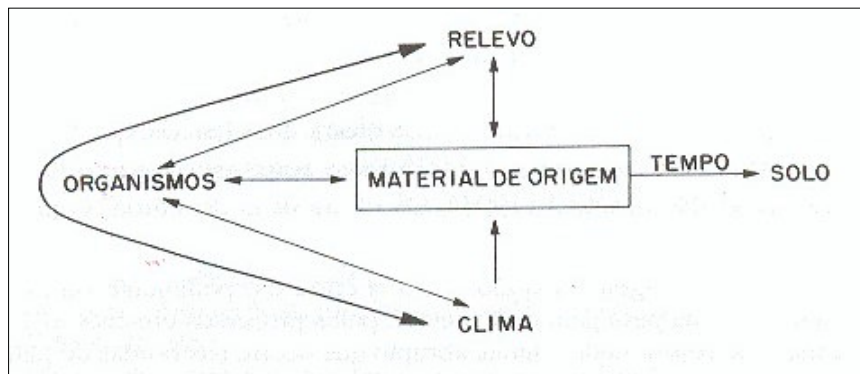 RELEVO
ORGANISMOS
MATERIAL DE ORIGEM
TEMPO
SOLO
CLIMA